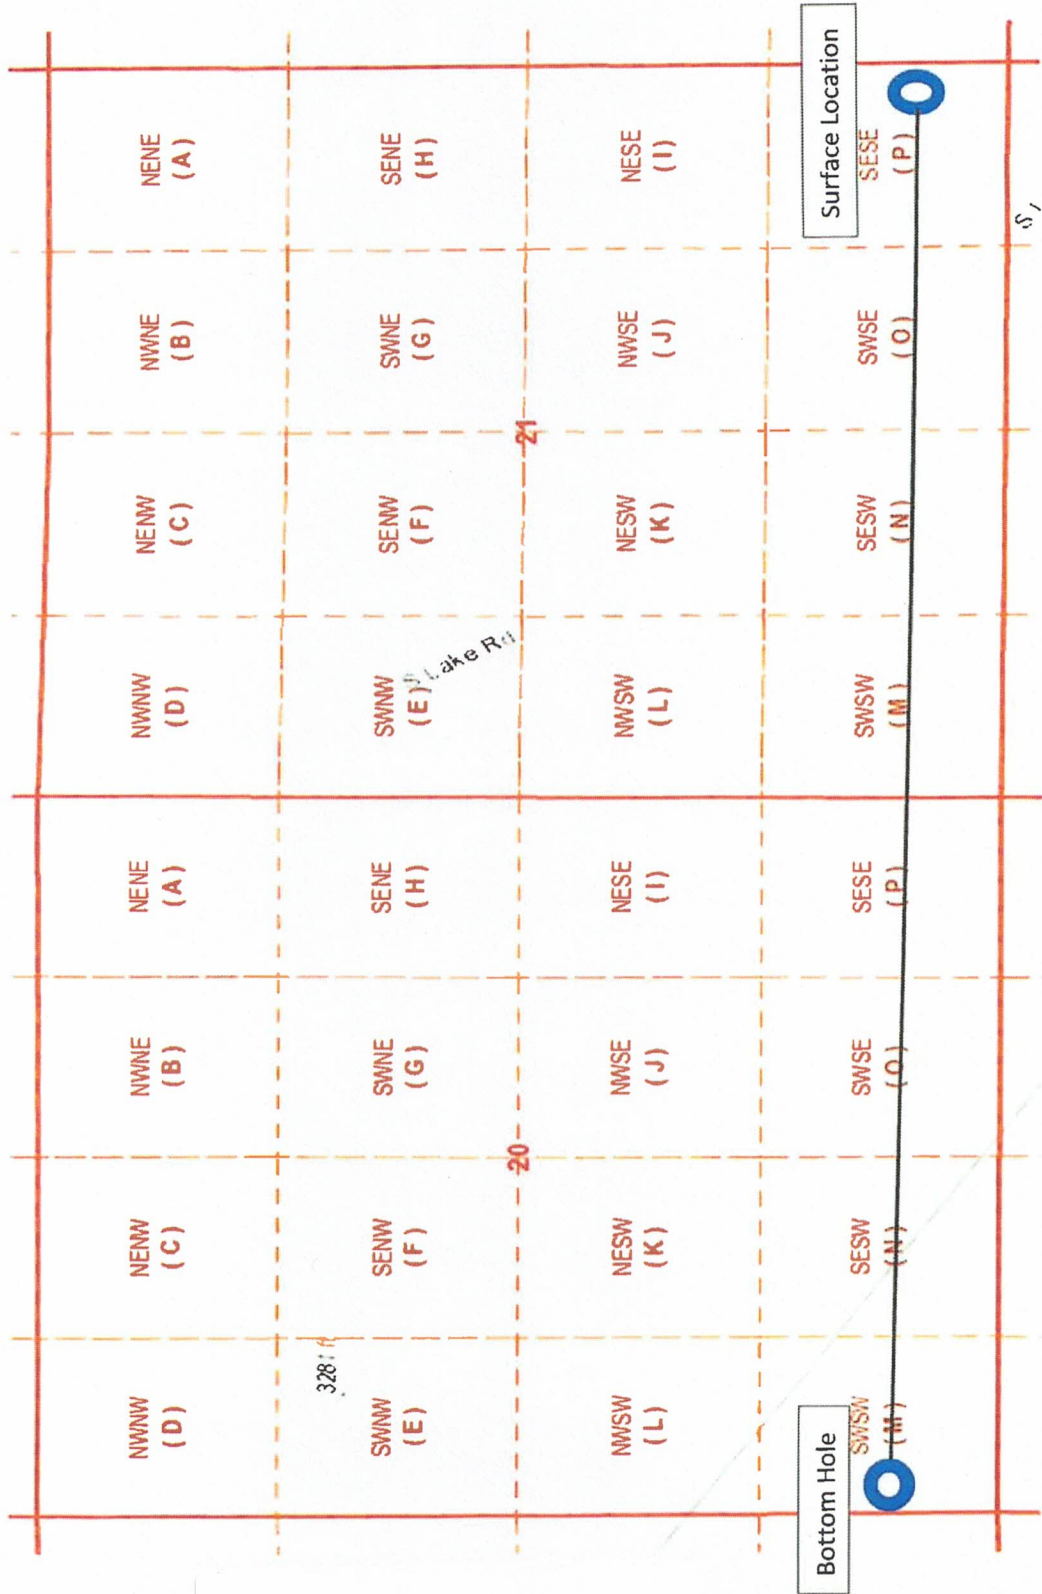 NWNW
(D)
NENW
(C)
NWNE
(B)
NENE
(A)
NWNW
(D)
NENW
(C)
NWNE
(B)
NENE
(A)
3281 ft
SWNW
(E)
SENW
(F)
SWNE
(G)
SENE
(H)
SWNW
(E)
S Lake Rd
SENW
(F)
SWNE
(G)
SENE
(H)
20
21
NWSW
(L)
NESW
(K)
NWSE
(J)
NESE
(I)
NWSW
(L)
NESW
(K)
NWSE
(J)
NESE
(I)
Bottom Hole
Surface Location
SWSW
(M)
SESW
(N)
SWSE
(O)
SESE
(P)
SWSW
(M)
SESW
(N)
SWSE
(O)
SESE
(P)